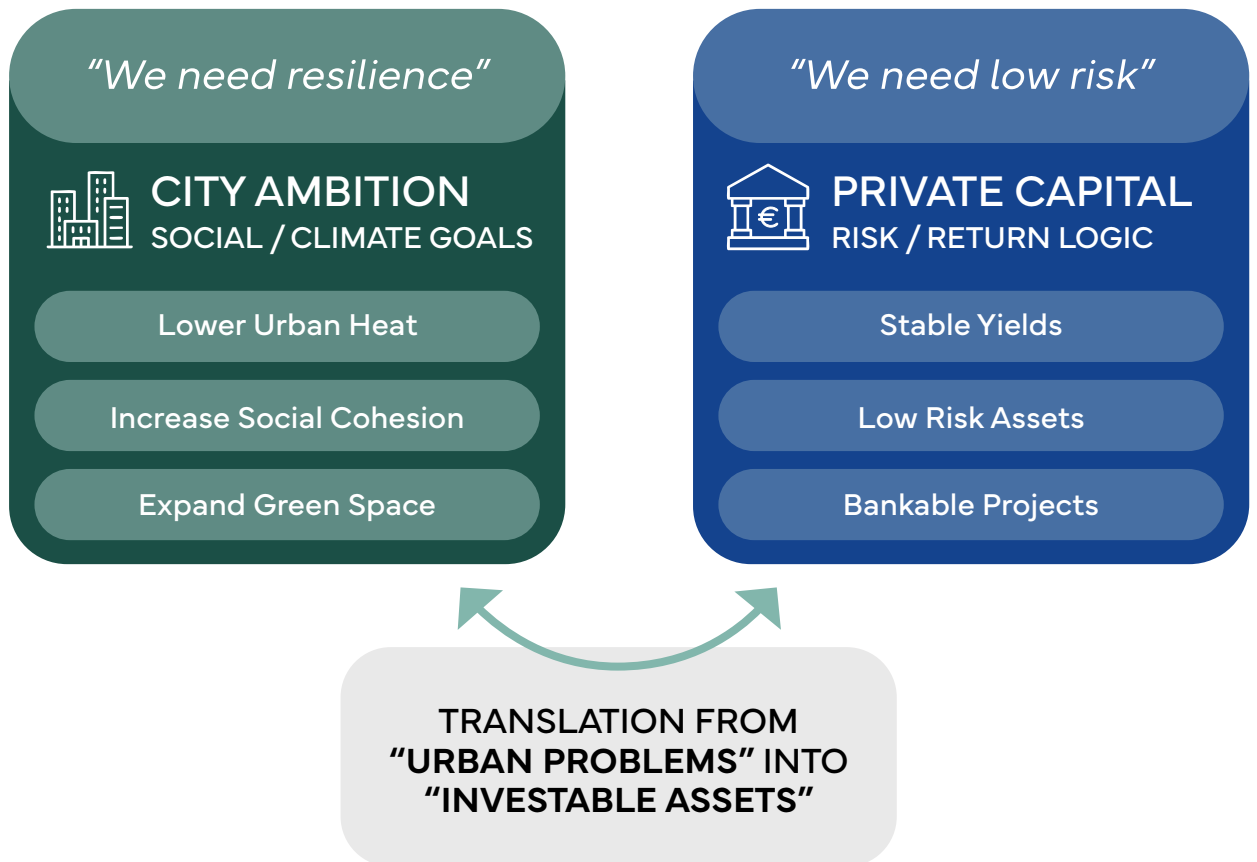 “We need resilience”
CITY AMBITION
SOCIAL / CLIMATE GOALS
Lower Urban Heat
Increase Social Cohesion
Expand Green Space
“We need low risk”
€
PRIVATE CAPITAL
RISK / RETURN LOGIC
Stable Yields
Low Risk Assets
Bankable Projects
TRANSLATION FROM
“URBAN PROBLEMS” INTO
“INVESTABLE ASSETS”